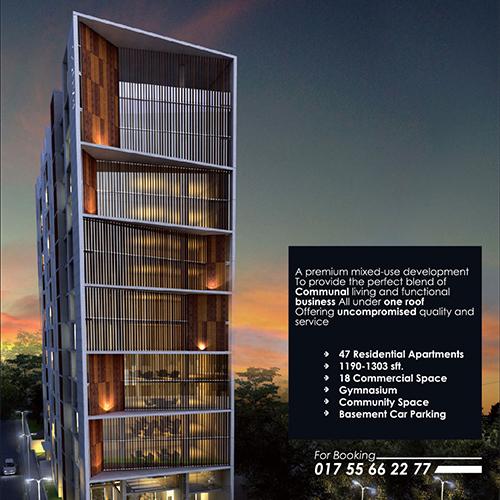 A premium mixed-use development
To provide the perfect blend of
Communal living and functional
business All under one roof
Offering uncompromised quality and
service
47 Residential Apartments
1190-1303 sft.
18 Commercial Space
Gymnasium
Community Space
Basement Car Parking
For Booking
017 55 66 22 77